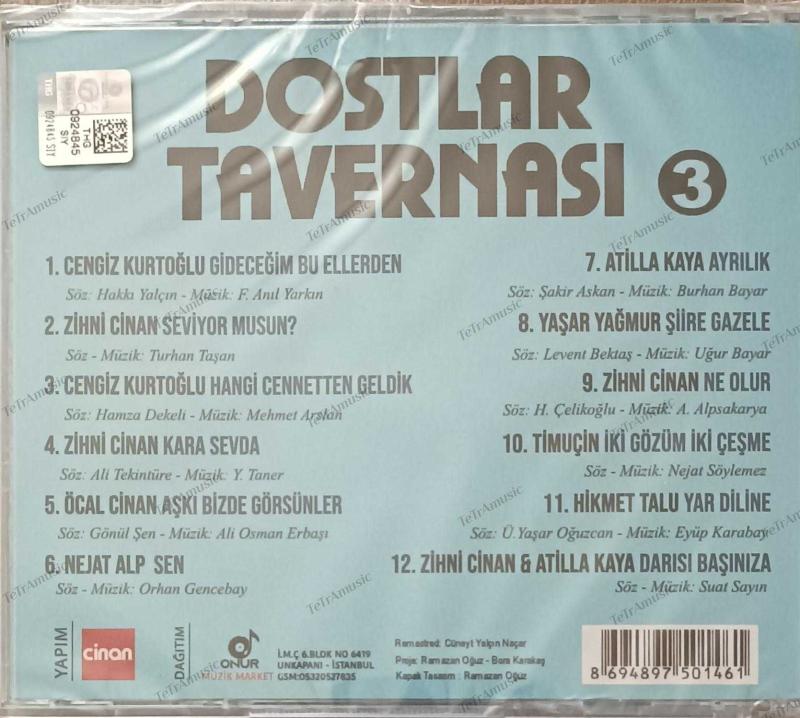 DOSTLAR
TAVERNASI 3
THG
0924845
SIY
THG
0924845 SIY
1. CENGİZ KURTOĞLU GİDECEĞİM BU ELLERDEN
Söz: Hakkı Yalçın - Müzik: F. Anıl Yarkın
2. ZİHNİ CİNAN SEVİYOR MUSUN?
Söz - Müzik: Turhan Taşan
3. CENGİZ KURTOĞLU HANGİ CENNETTEN GELDİK
Söz: Hamza Dekeli - Müzik: Mehmet Arslan
4. ZİHNİ CİNAN KARA SEVDA
Söz: Ali Tekintüre - Müzik: Y. Taner
5. ÖCAL CİNAN AŞKI BİZDE GÖRSÜNLER
Söz: Gönül Şen - Müzik: Ali Osman Erbaşı
6. NEJAT ALP SEN
Söz - Müzik: Orhan Gencebay
7. ATİLLA KAYA AYRILIK
Söz: Şakir Askan - Müzik: Burhan Bayar
8. YAŞAR YAĞMUR ŞİİRE GAZELE
Söz: Levent Bektaş - Müzik: Uğur Bayar
9. ZİHNİ CİNAN NE OLUR
Söz: H. Çelikoğlu - Müzik: A. Alpsakarya
10. TİMUÇİN İKİ GÖZÜM İKİ ÇEŞME
Söz - Müzik: Nejat Söylemez
11. HİKMET TALU YAR DİLİNE
Söz: Ü. Yaşar Oğuzcan - Müzik: Eyüp Karabay
12. ZİHNİ CİNAN & ATİLLA KAYA DARISI BAŞINIZA
Söz - Müzik: Suat Sayın
YAPIM
cinan
DAĞITIM
ONUR
MÜZİK MARKET
İ.M.Ç 6.BLOK NO 6419
UNKAPANI - İSTANBUL
GSM:05320527835
Remastred: Cüneyt Yalçın Naçar
Proje: Ramazan Oğuz - Bora Karakaş
Kapak Tasarım : Ramazan Oğuz
8 694897 501461
TeTrAmusic